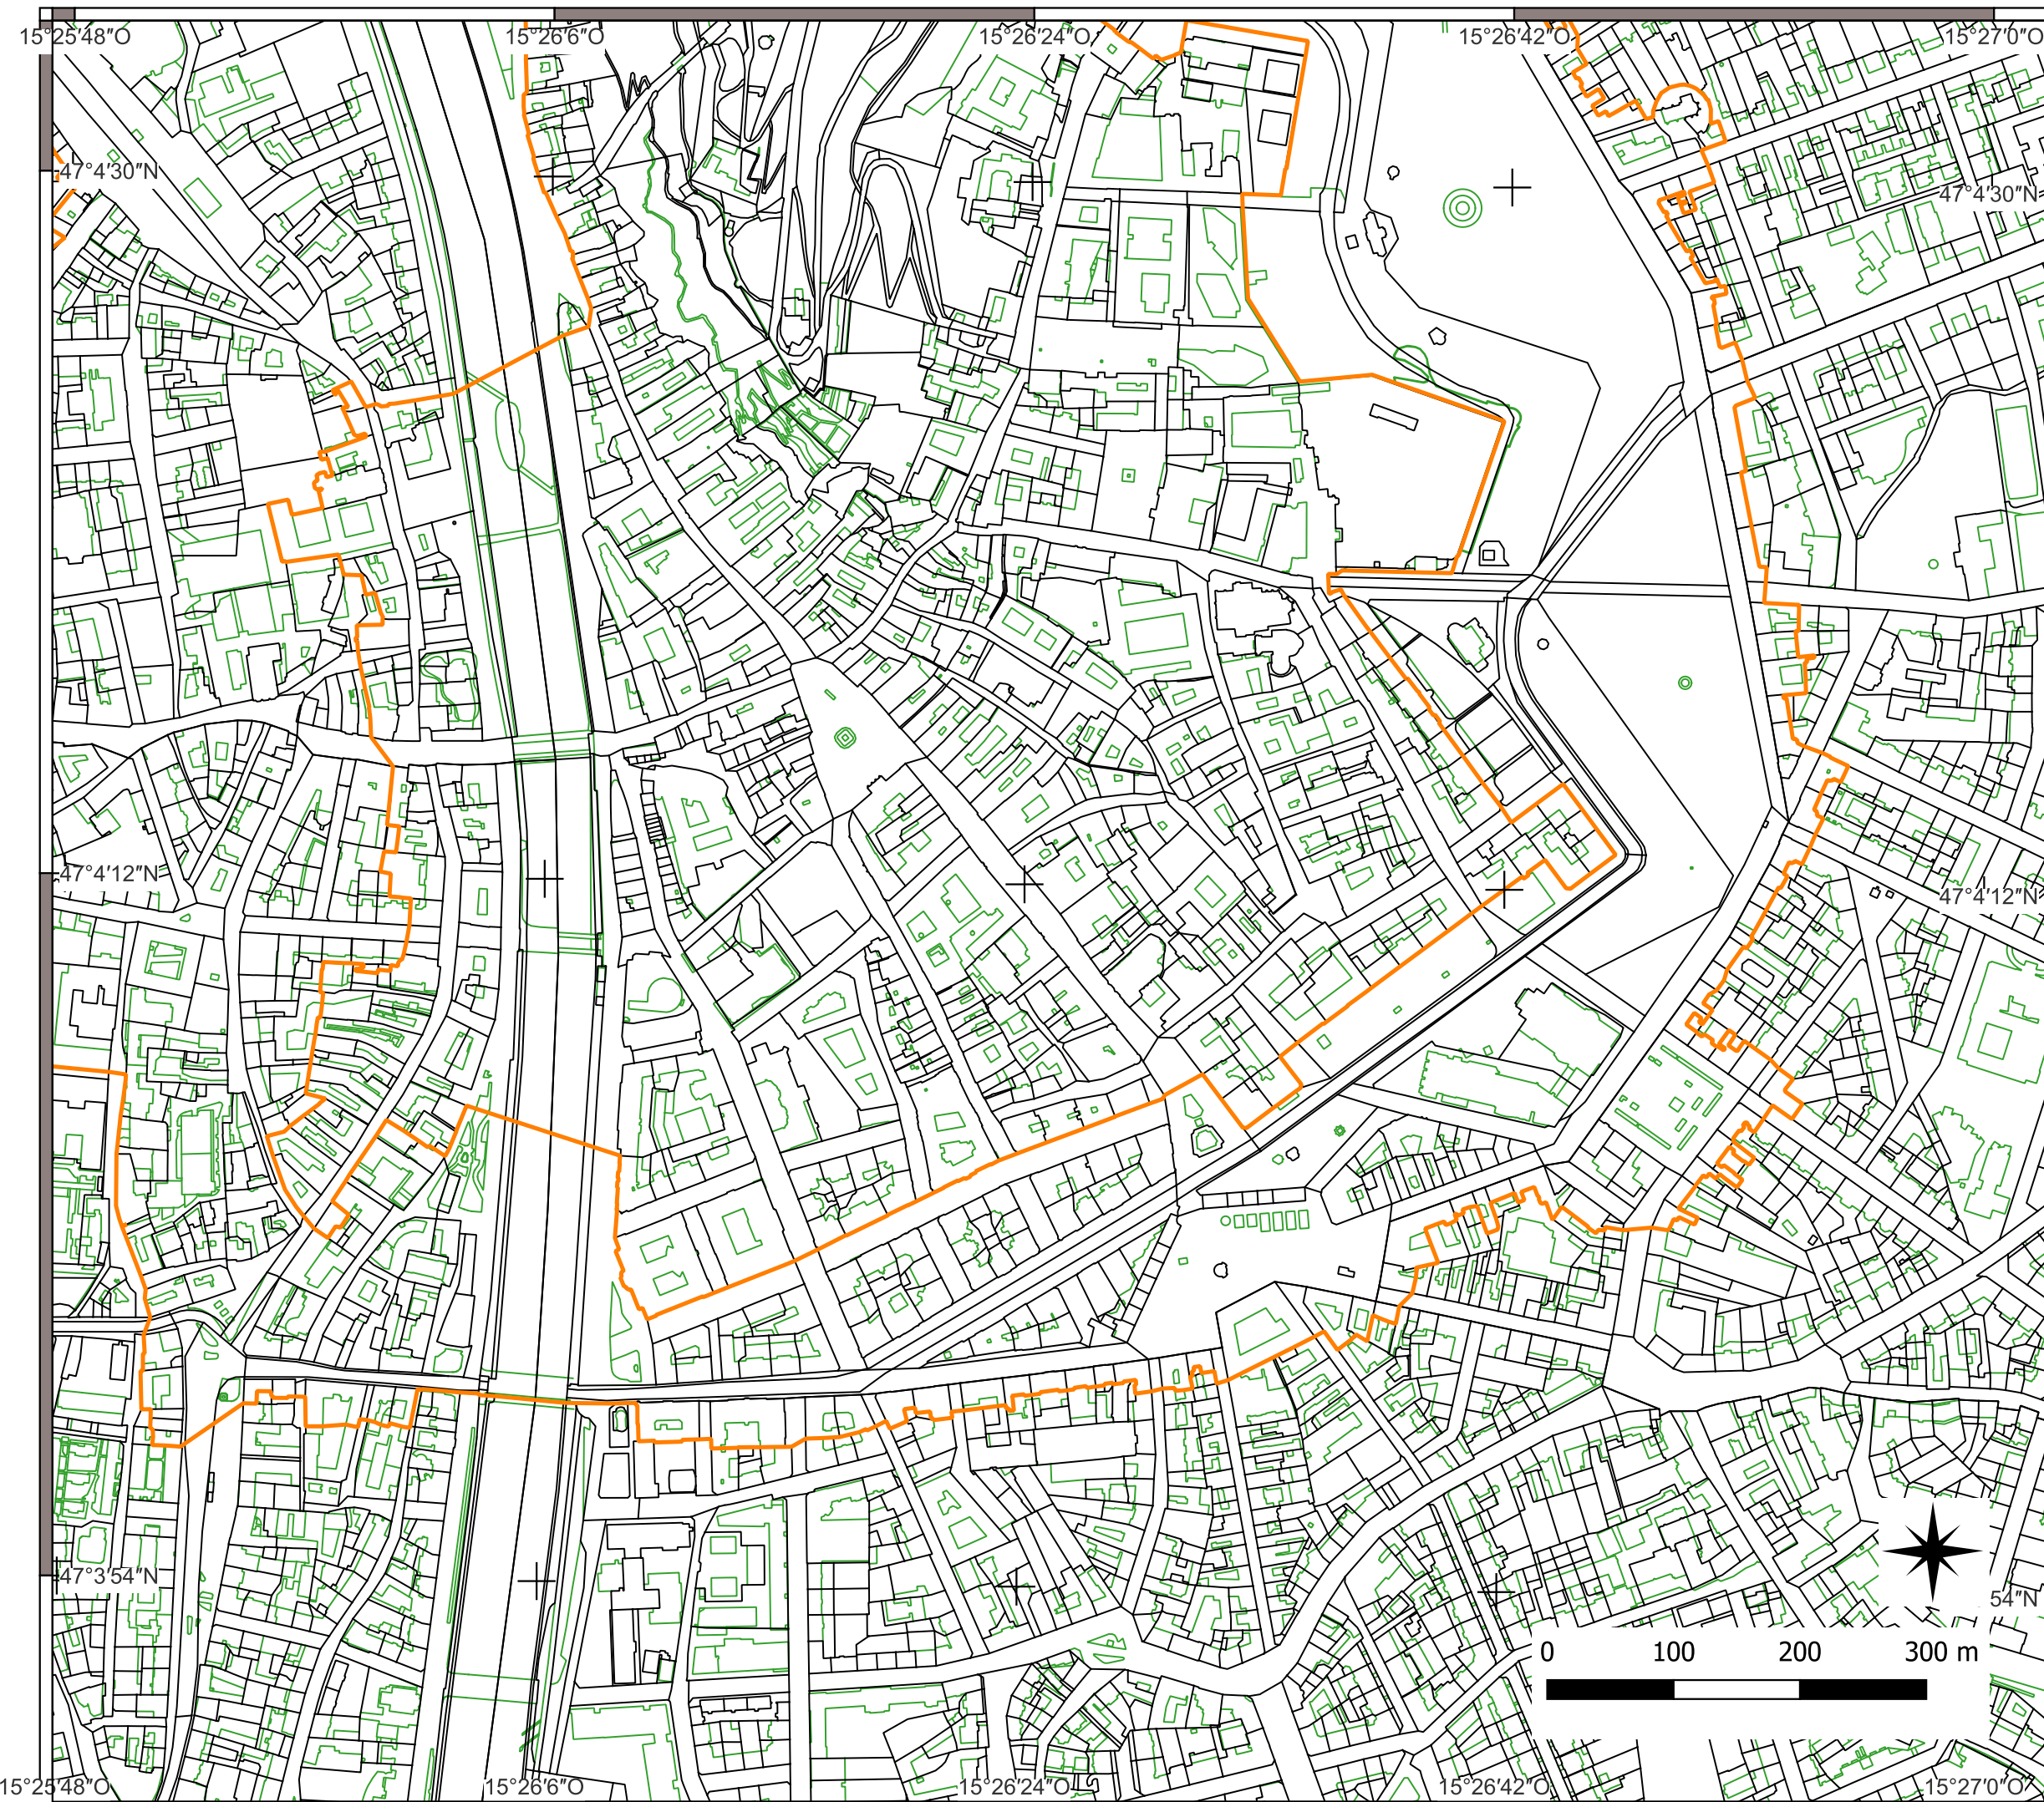 15°25′48″O 15°26′6″O 15°26′24″O 15°26′42″O 15°27′0″O
47°4′30″N 47°4′30″N
47°4′12″N 47°4′12″N
47°3′54″N 54″N
0 100 200 300 m
15°25′48″O 15°26′6″O 15°26′24″O 15°26′42″O 15°27′0″O